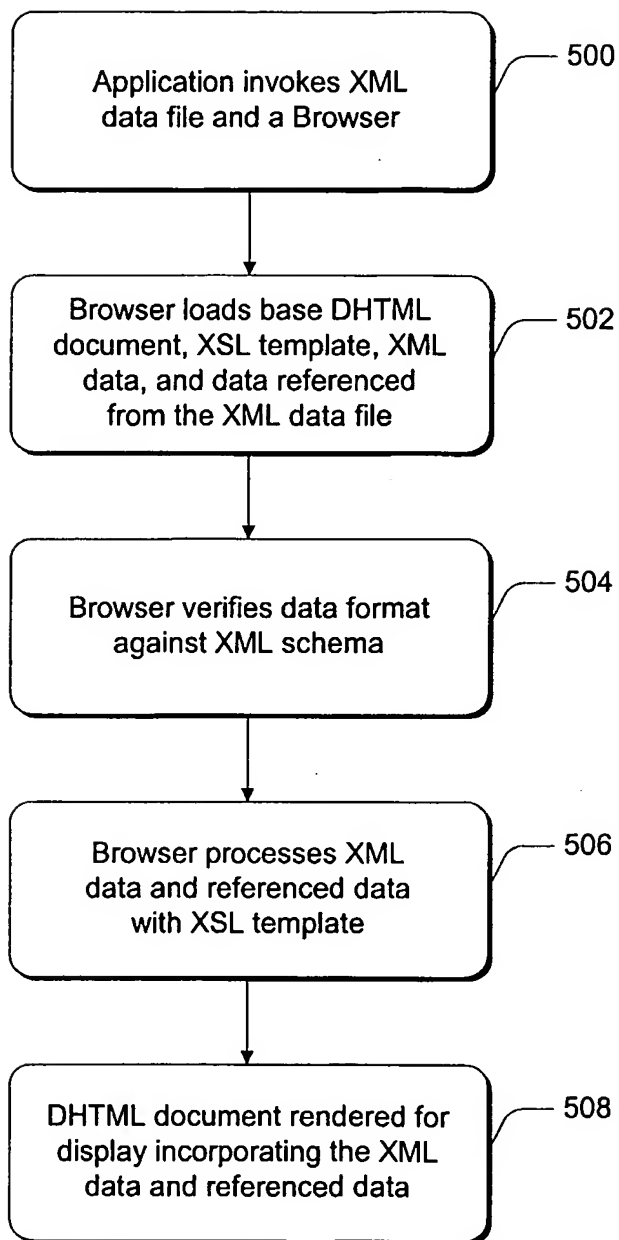 Application invokes XML
data file and a Browser
500
Browser loads base DHTML
document, XSL template, XML
data, and data referenced
from the XML data file
502
Browser verifies data format
against XML schema
504
Browser processes XML
data and referenced data
with XSL template
506
DHTML document rendered for
display incorporating the XML
data and referenced data
508